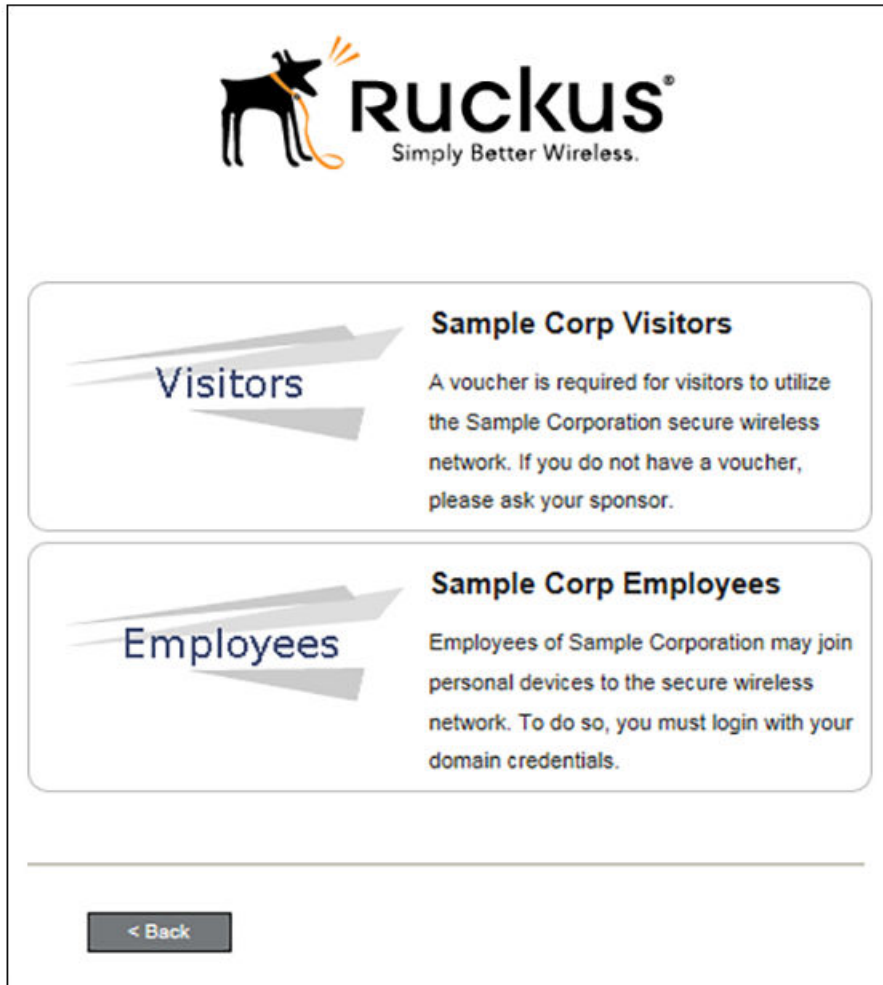 RUCKUS®
Simply Better Wireless.
Visitors
Sample Corp Visitors
A voucher is required for visitors to utilize
the Sample Corporation secure wireless
network. If you do not have a voucher,
please ask your sponsor.
Employees
Sample Corp Employees
Employees of Sample Corporation may join
personal devices to the secure wireless
network. To do so, you must login with your
domain credentials.
< Back